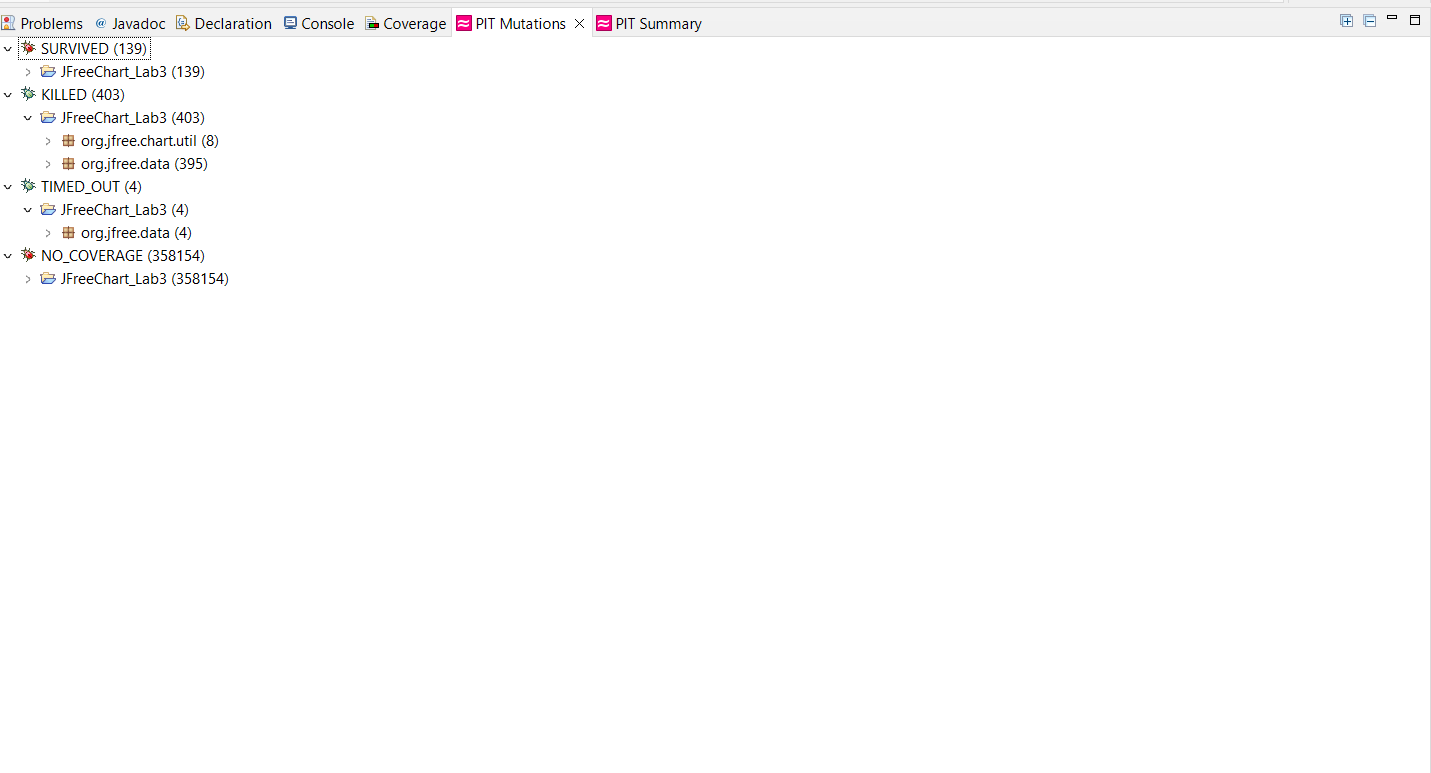 Problems @ Javadoc Declaration Console Coverage PIT Mutations PIT Summary
SURVIVED (139)
JFreeChart_Lab3 (139)
KILLED (403)
JFreeChart_Lab3 (403)
org.jfree.chart.util (8)
org.jfree.data (395)
TIMED_OUT (4)
JFreeChart_Lab3 (4)
org.jfree.data (4)
NO_COVERAGE (358154)
JFreeChart_Lab3 (358154)